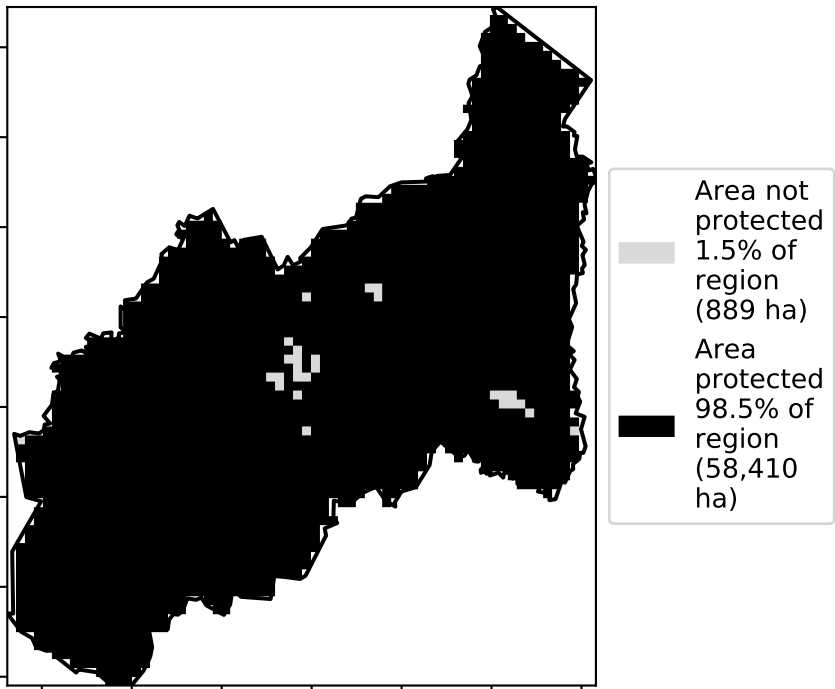 Area not
protected
1.5% of
region
(889 ha)
Area
protected
98.5% of
region
(58,410
ha)